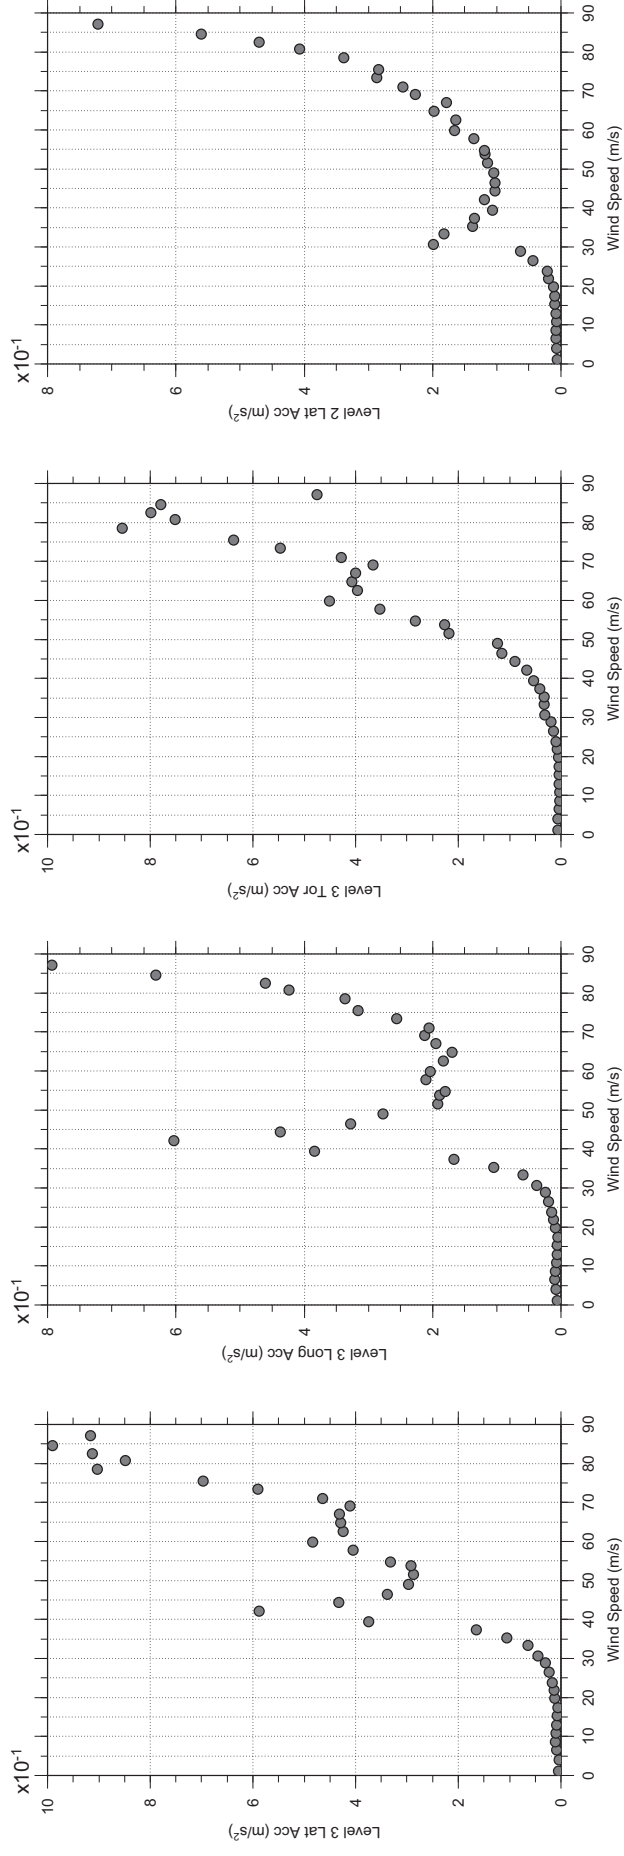 x10-1
Level 2 Lat Acc (m/s2)
8
6
4
2
0
0 10 20 30 40 50 60 70 80 90
Wind Speed (m/s)
x10-1
Level 3 Tor Acc (m/s2)
10
8
6
4
2
0
0 10 20 30 40 50 60 70 80 90
Wind Speed (m/s)
x10-1
Level 3 Long Acc (m/s2)
8
6
4
2
0
0 10 20 30 40 50 60 70 80 90
Wind Speed (m/s)
x10-1
Level 3 Lat Acc (m/s2)
10
8
6
4
2
0
0 10 20 30 40 50 60 70 80 90
Wind Speed (m/s)